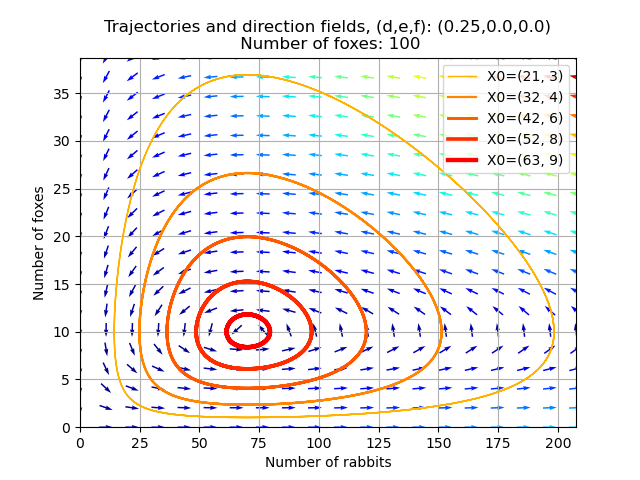 Trajectories and direction fields, (d,e,f): (0.25,0.0,0.0)
Number of foxes: 100
X0=(21, 3)
X0=(32, 4)
X0=(42, 6)
X0=(52, 8)
X0=(63, 9)
Number of foxes
35
30
25
20
15
10
5
0
0 25 50 75 100 125 150 175 200
Number of rabbits